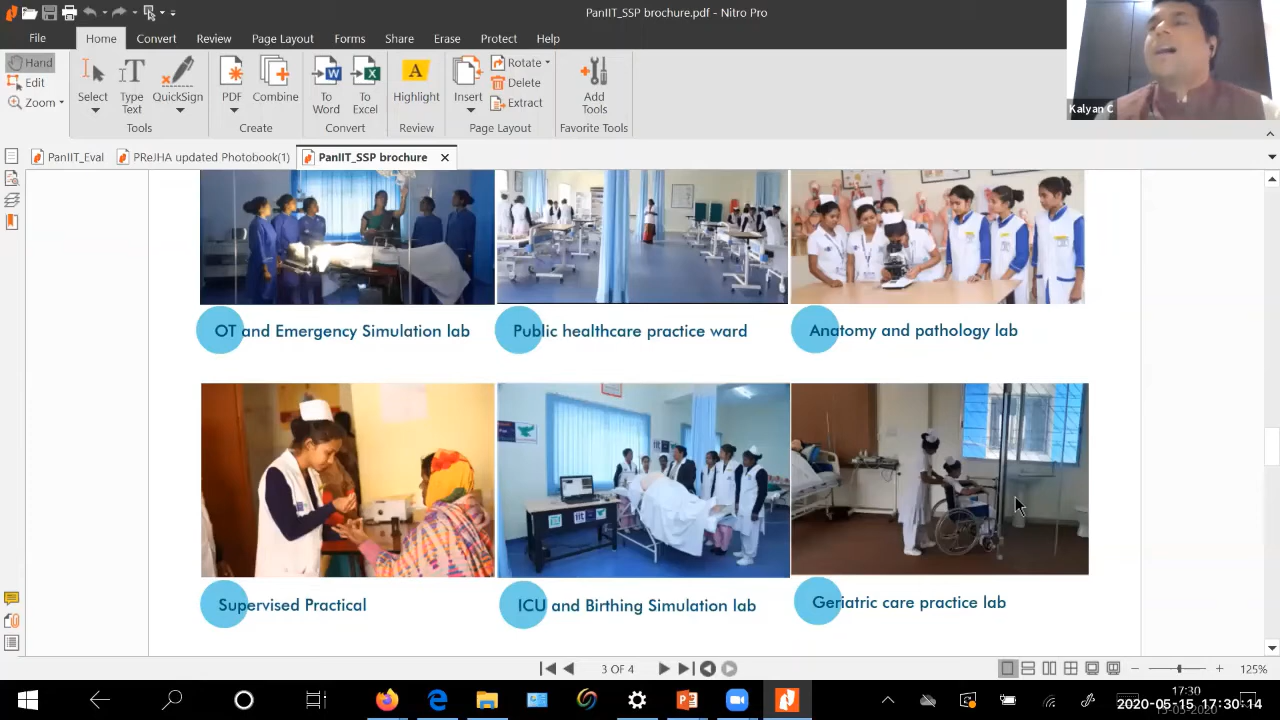 PanIIT_SSP brochure.pdf - Nitro Pro
File Home Convert Review Page Layout Forms Share Erase Protect Help
Hand
Edit
Zoom
Select
Type Text
QuickSign
Tools
PDF
Combine
Create
To Word
To Excel
Convert
Highlight
Review
Insert
Rotate
Delete
Extract
Page Layout
Add Tools
Favorite Tools
Kalyan C
PanIIT_Eval
PReJHA updated Photobook(1)
PanIIT_SSP brochure
OT and Emergency Simulation lab
Public healthcare practice ward
Anatomy and pathology lab
Supervised Practical
ICU and Birthing Simulation lab
Geriatric care practice lab
3 OF 4
125%
17:30
2020-05-15 17:30:14